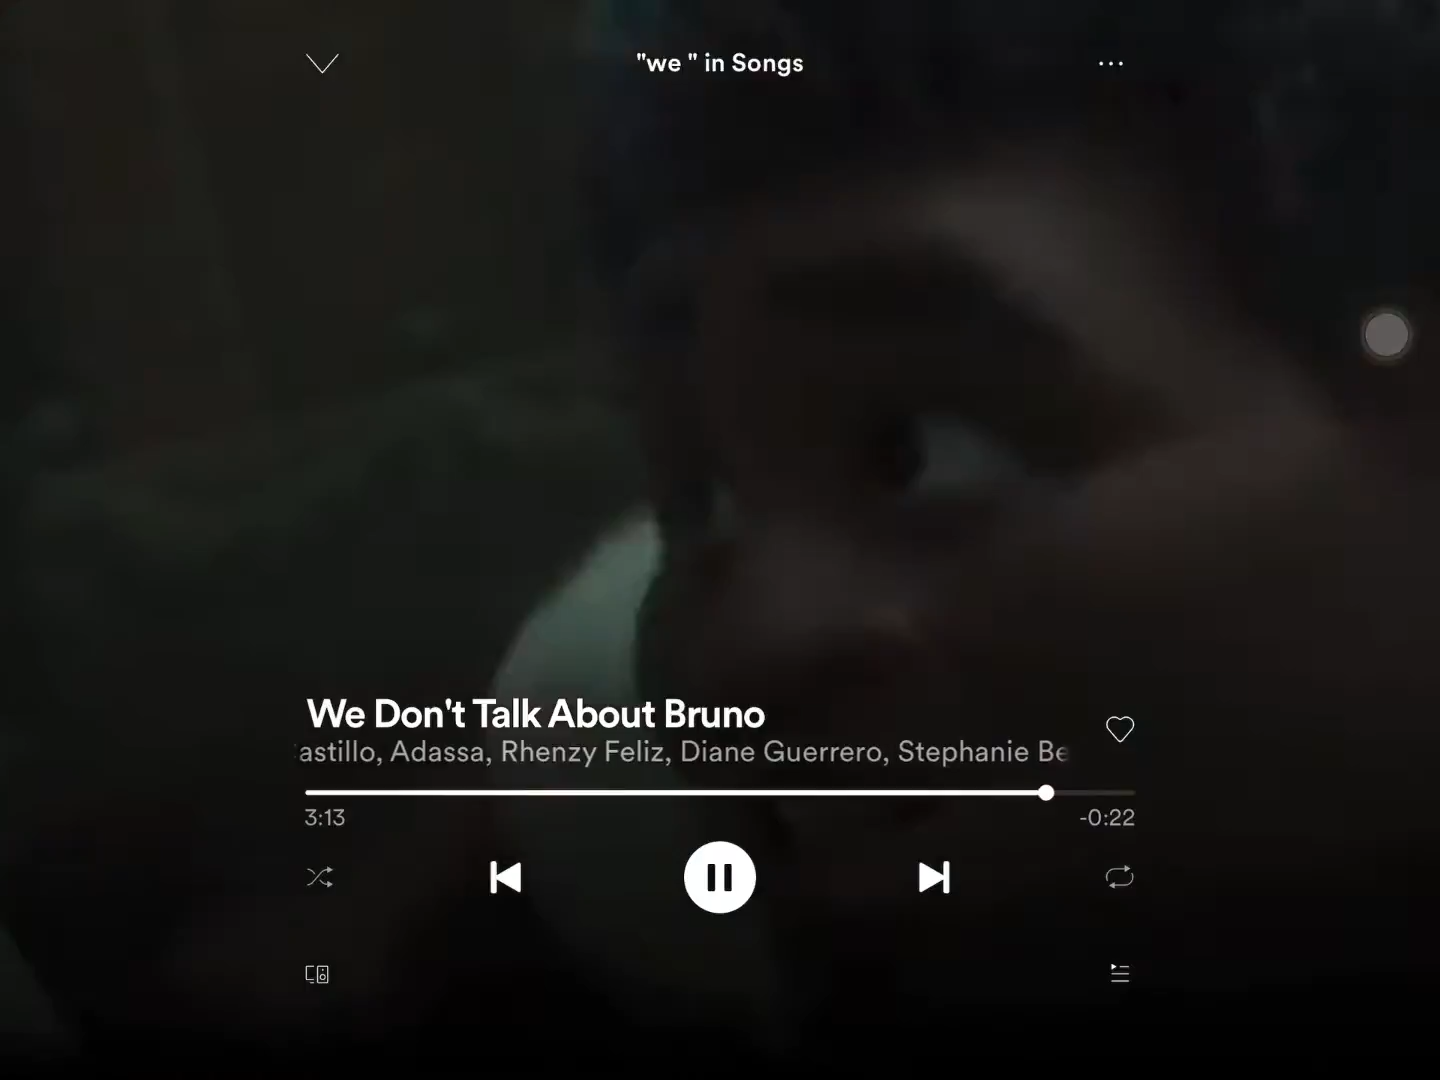 "we " in Songs
We Don't Talk About Bruno
astillo, Adassa, Rhenzy Feliz, Diane Guerrero, Stephanie Be
3:13
-0:22